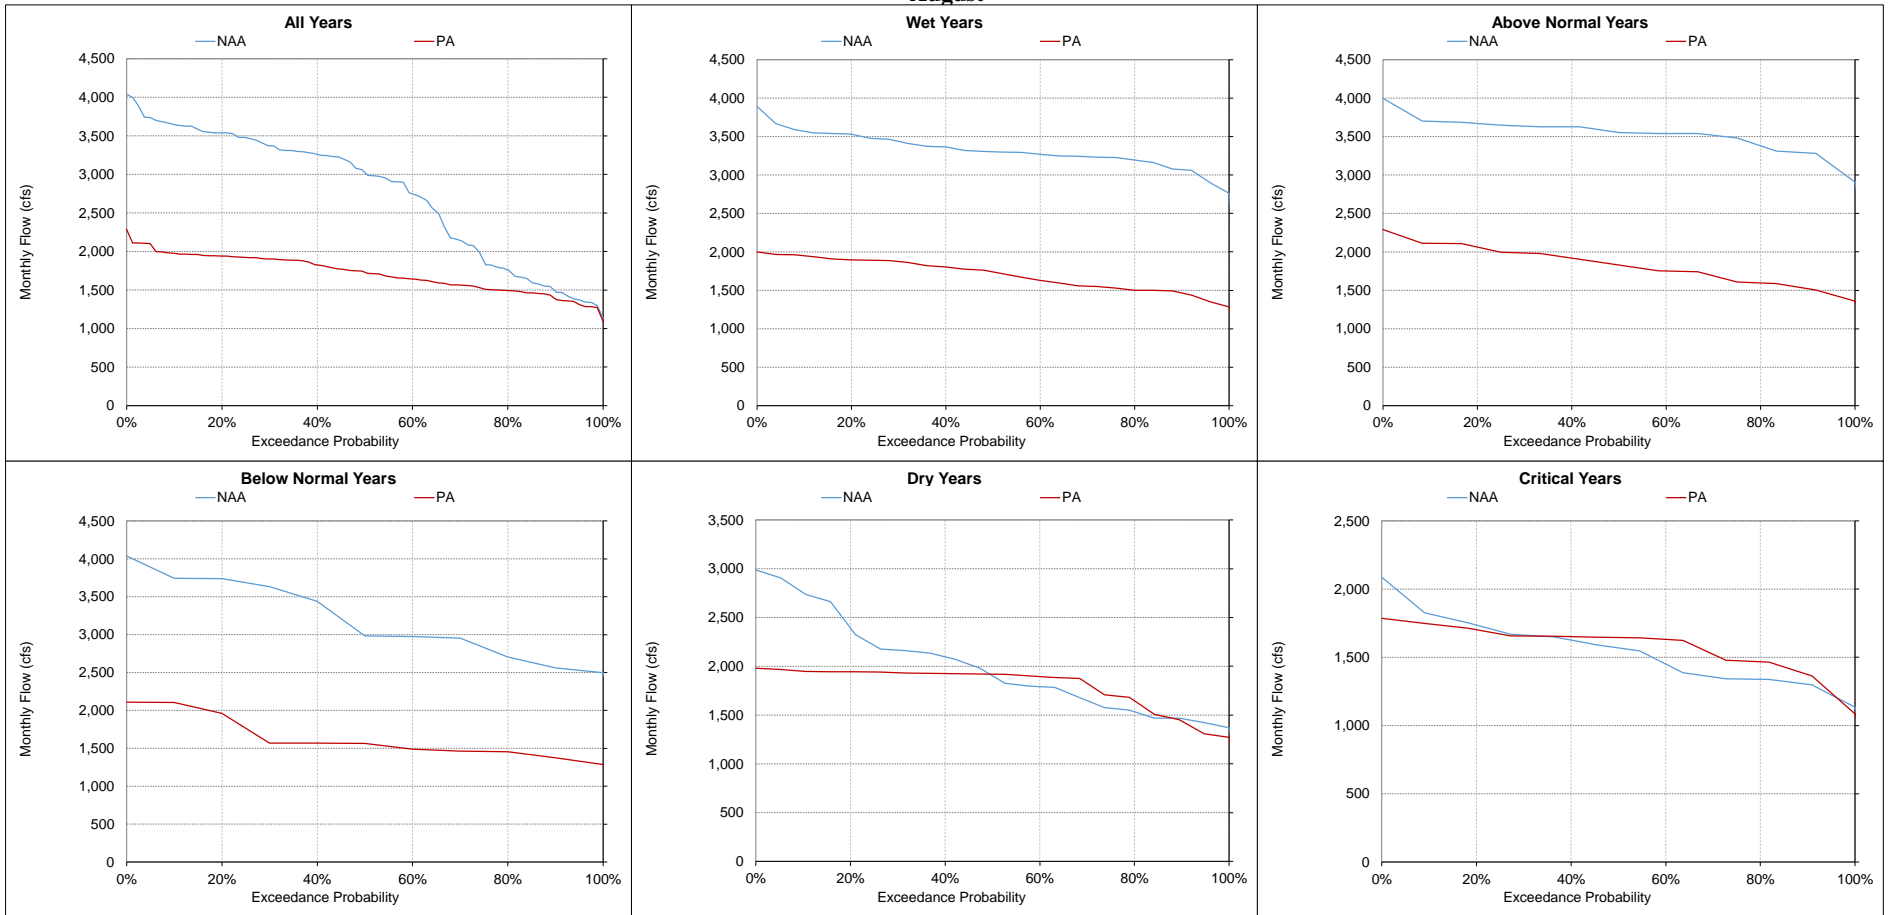 August
All Years
NAA PA
4,500
4,000
3,500
3,000
2,500
2,000
1,500
1,000
500
0
Monthly Flow (cfs)
0% 20% 40% 60% 80% 100%
Exceedance Probability
Wet Years
NAA PA
4,500
4,000
3,500
3,000
2,500
2,000
1,500
1,000
500
0
Monthly Flow (cfs)
0% 20% 40% 60% 80% 100%
Exceedance Probability
Above Normal Years
NAA PA
4,500
4,000
3,500
3,000
2,500
2,000
1,500
1,000
500
0
Monthly Flow (cfs)
0% 20% 40% 60% 80% 100%
Exceedance Probability
Below Normal Years
NAA PA
4,500
4,000
3,500
3,000
2,500
2,000
1,500
1,000
500
0
Monthly Flow (cfs)
0% 20% 40% 60% 80% 100%
Exceedance Probability
Dry Years
NAA PA
3,500
3,000
2,500
2,000
1,500
1,000
500
0
Monthly Flow (cfs)
0% 20% 40% 60% 80% 100%
Exceedance Probability
Critical Years
NAA PA
2,500
2,000
1,500
1,000
500
0
Monthly Flow (cfs)
0% 20% 40% 60% 80% 100%
Exceedance Probability